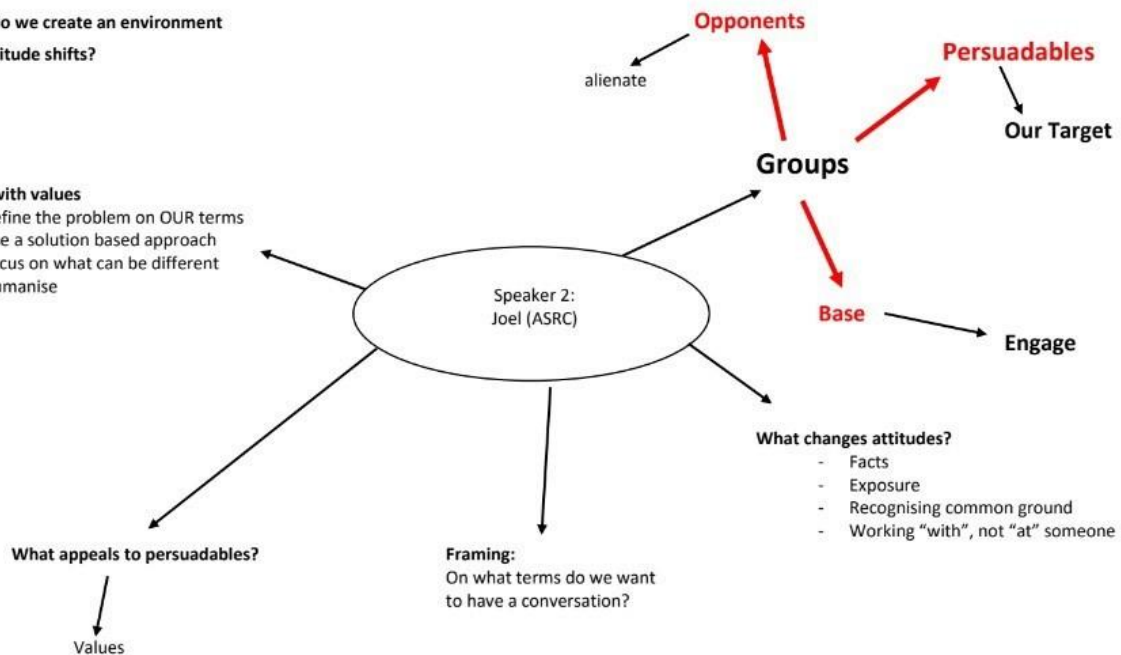 o we create an environment
itude shifts?
Opponents
alienate
Persuadables
Our Target
Groups
Base
Engage
with values
efine the problem on OUR terms
e a solution based approach
cus on what can be different
umanise
Speaker 2:
Joel (ASRC)
What changes attitudes?
- Facts
- Exposure
- Recognising common ground
- Working “with”, not “at” someone
What appeals to persuadables?
Values
Framing:
On what terms do we want
to have a conversation?